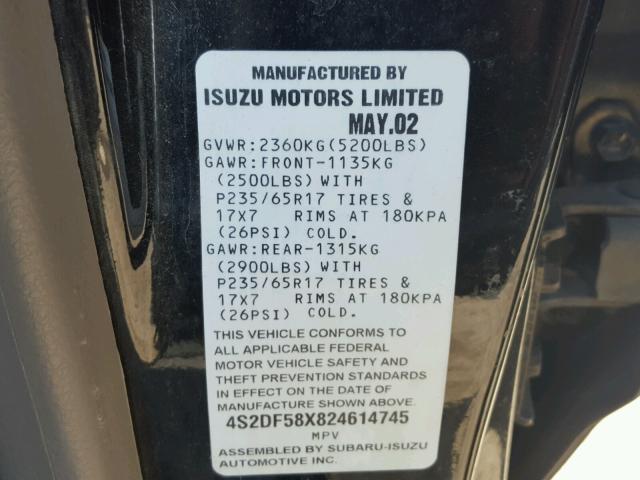 MANUFACTURED BY
ISUZU MOTORS LIMITED
MAY.02
GVWR:2360KG(5200LBS)
GAWR:FRONT-1135KG
(2500LBS)WITH
P235/65R17 TIRES &
17X7 RIMS AT 180KPA
(26PSI) COLD.
GAWR:REAR-1315KG
(2900LBS)WITH
P235/65R17 TIRES &
17X7 RIMS AT 180KPA
(26PSI) COLD.
THIS VEHICLE CONFORMS TO
ALL APPLICABLE FEDERAL
MOTOR VEHICLE SAFETY AND
THEFT PREVENTION STANDARDS
IN EFFECT ON THE DATE OF
MANUFACTURE SHOWN ABOVE.
4S2DF58X824614745
MPV
ASSEMBLED BY SUBARU-ISUZU
AUTOMOTIVE INC.